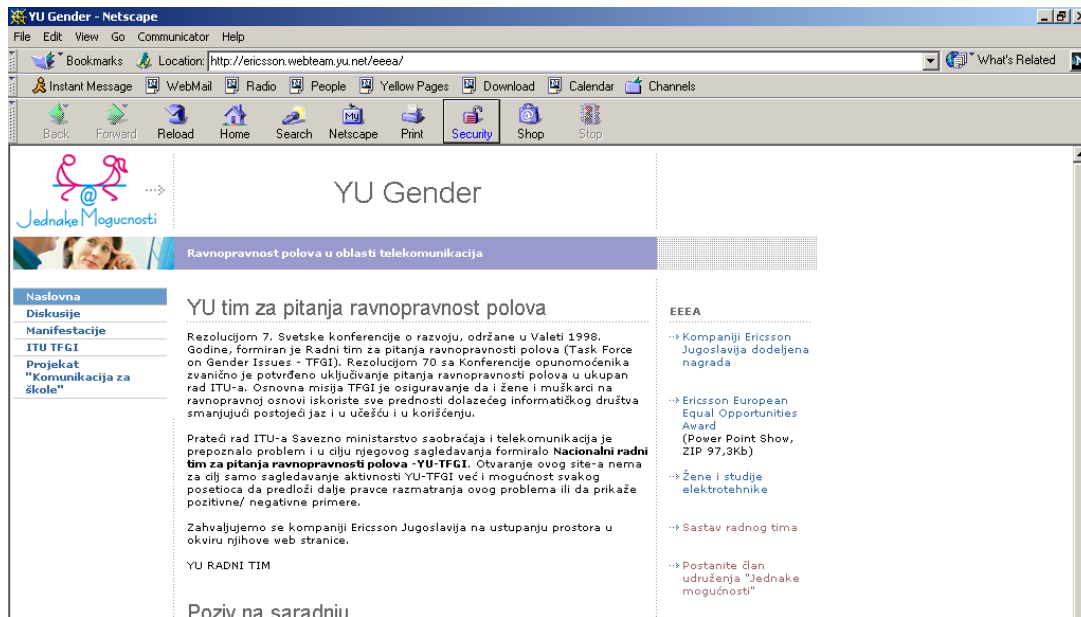 YU Gender - Netscape
File Edit View Go Communicator Help
Bookmarks Location: http://ericsson.webteam.yu.net/eeea/ What's Related
Instant Message WebMail Radio People Yellow Pages Download Calendar Channels
Back Forward Reload Home Search Netscape Print Security Shop Stop
My
@
Jednake Mogucnosti
YU Gender
Ravnopravnost polova u oblasti telekomunikacija
Naslovna
Diskusije
Manifestacije
ITU TFGI
Projekat
"Komunikacija za
škole"
YU tim za pitanja ravnopravnost polova
Rezolucijom 7. Svetske konferencije o razvoju, održane u Valeti 1998.
Godine, formiran je Radni tim za pitanja ravnopravnosti polova (Task Force
on Gender Issues - TFGI). Rezolucijom 70 sa Konferencije opunomoćenika
zvanično je potvrđeno uključivanje pitanja ravnopravnosti polova u ukupan
rad ITU-a. Osnovna misija TFGI je osiguravanje da i žene i muškarci na
ravnopravnoj osnovi iskoriste sve prednosti dolazećeg informatičkog društva
smanjujući postojeći jaz i u učešću i u korišćenju.
Prateći rad ITU-a Savezno ministarstvo saobraćaja i telekomunikacija je
prepoznalo problem i u cilju njegovog sagledavanja formiralo Nacionalni radni
tim za pitanja ravnopravnosti polova -YU-TFGI. Otvaranje ovog site-a nema
za cilj samo sagledavanje aktivnosti YU-TFGI već i mogućnost svakog
posetioca da predloži dalje pravce razmatranja ovog problema ili da prikaže
pozitivne/ negativne primere.
Zahvaljujemo se kompaniji Ericsson Jugoslavija na ustupanju prostora u
okviru njihove web stranice.
YU RADNI TIM
Poziv na saradnju
EEEA
Kompaniji Ericsson
Jugoslavija dodeljena
nagrada
Ericsson European
Equal Opportunities
Award
(Power Point Show,
ZIP 97,3Kb)
Žene i studije
elektrotehnike
Sastav radnog tima
Postanite član
udruženja "Jednake
mogućnosti"